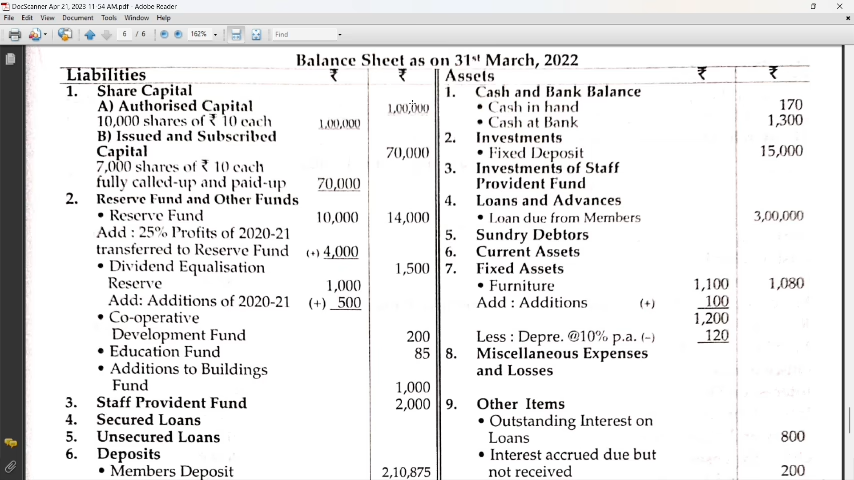 DocScanner Apr 21, 2023 11-54 AM.pdf - Adobe Reader
File Edit View Document Tools Window Help
6 / 6 162% Find
Balance Sheet as on 31st March, 2022
Liabilities ₹ ₹
1. Share Capital
A) Authorised Capital 1,00,000
10,000 shares of ₹ 10 each 1,00,000
B) Issued and Subscribed
Capital 70,000
7,000 shares of ₹ 10 each
fully called-up and paid-up 70,000
2. Reserve Fund and Other Funds
• Reserve Fund 10,000 14,000
Add : 25% Profits of 2020-21
transferred to Reserve Fund (+) 4,000
• Dividend Equalisation 1,500
Reserve 1,000
Add: Additions of 2020-21 (+) 500
• Co-operative
Development Fund 200
• Education Fund 85
• Additions to Buildings
Fund 1,000
3. Staff Provident Fund 2,000
4. Secured Loans
5. Unsecured Loans
6. Deposits
• Members Deposit 2,10,875
Assets ₹ ₹
1. Cash and Bank Balance
• Cash in hand 170
• Cash at Bank 1,300
2. Investments
• Fixed Deposit 15,000
3. Investments of Staff
Provident Fund
4. Loans and Advances
• Loan due from Members 3,00,000
5. Sundry Debtors
6. Current Assets
7. Fixed Assets
• Furniture 1,100 1,080
Add : Additions (+) 100
1,200
Less : Depre. @10% p.a. (–) 120
8. Miscellaneous Expenses
and Losses
9. Other Items
• Outstanding Interest on
Loans 800
• Interest accrued due but
not received 200